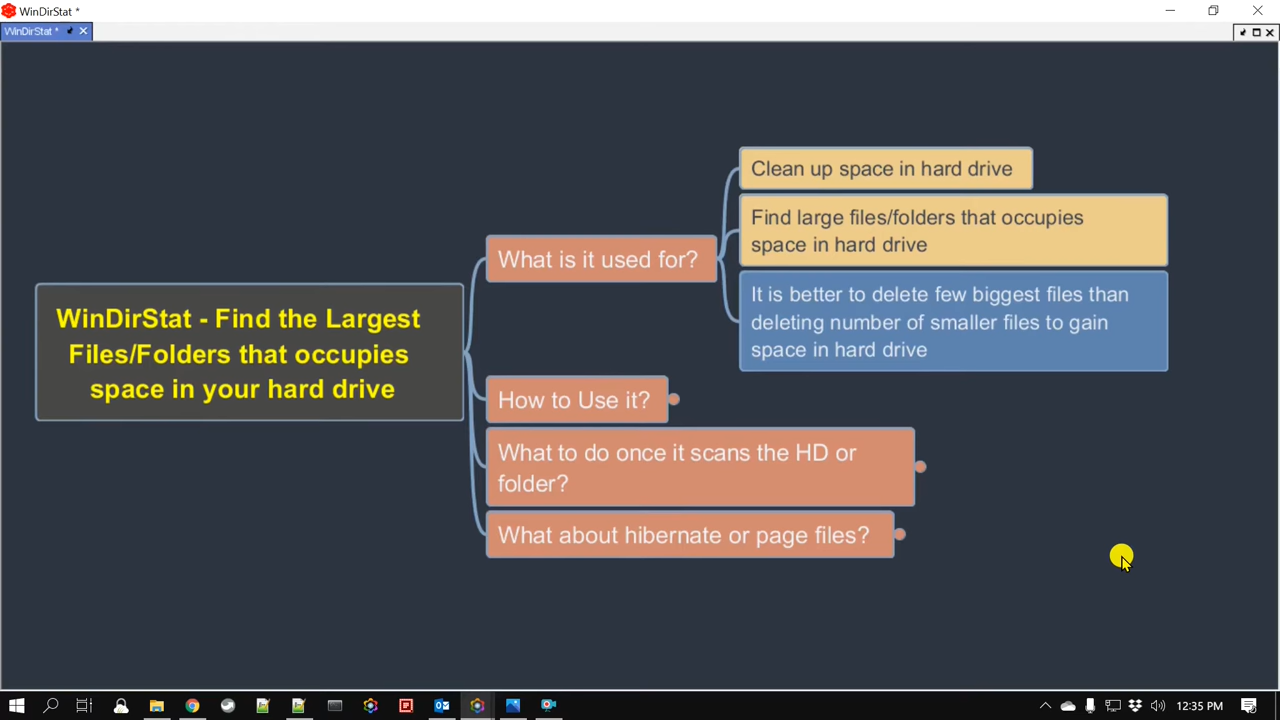 WinDirStat *
WinDirStat *
Clean up space in hard drive
Find large files/folders that occupies
space in hard drive
What is it used for?
It is better to delete few biggest files than
deleting number of smaller files to gain
space in hard drive
WinDirStat - Find the Largest
Files/Folders that occupies
space in your hard drive
How to Use it?
What to do once it scans the HD or
folder?
What about hibernate or page files?
12:35 PM